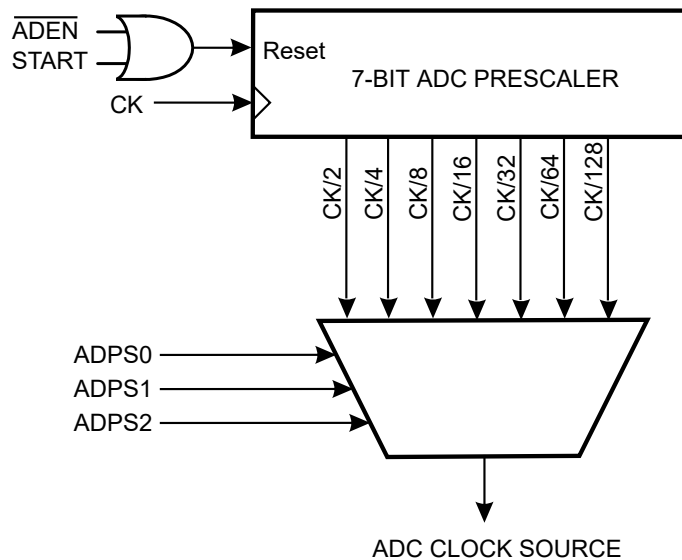 ADEN
START
Reset
7-BIT ADC PRESCALER
CK
CK/2
CK/4
CK/8
CK/16
CK/32
CK/64
CK/128
ADPS0
ADPS1
ADPS2
ADC CLOCK SOURCE